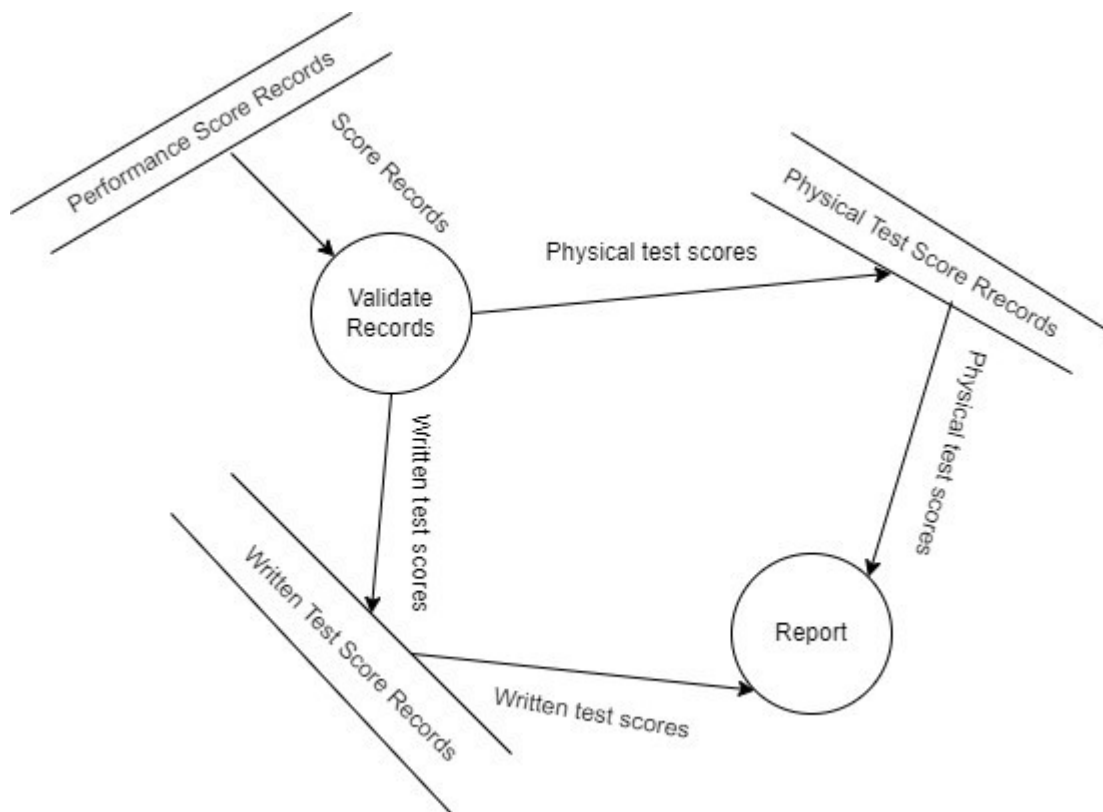 Performance Score Records
Score Records
Validate
Records
Physical test scores
Physical Test Score Rrecords
Physical test scores
Written test scores
Written Test Score Records
Written test scores
Report